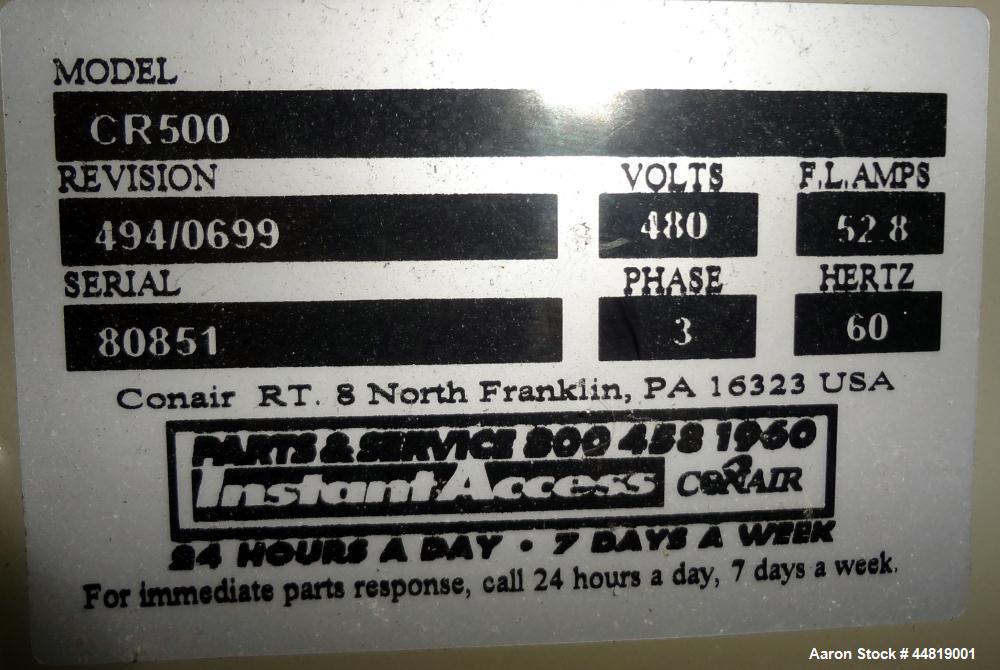 MODEL
CR500
REVISION VOLTS F.L.AMPS
494/0699 480 52.8
SERIAL PHASE HERTZ
80851 3 60
Conair RT. 8 North Franklin, PA 16323 USA
PARTS & SERVICE 800 458 1960
Instant Access CONAIR
24 HOURS A DAY • 7 DAYS A WEEK
For immediate parts response, call 24 hours a day, 7 days a week.
Aaron Stock # 44819001